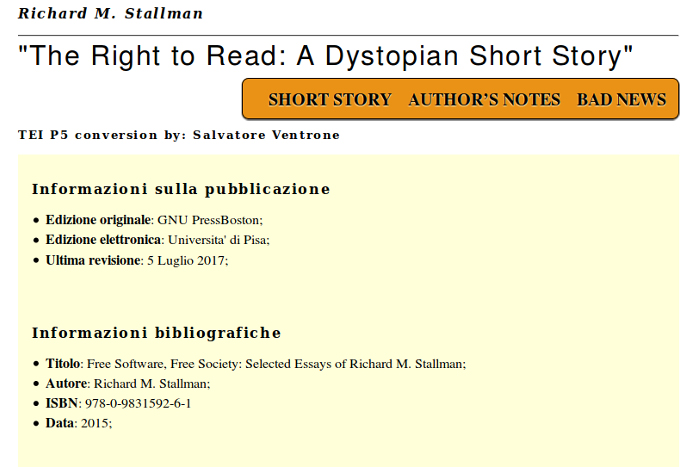 Richard M. Stallman
"The Right to Read: A Dystopian Short Story"
SHORT STORY AUTHOR'S NOTES BAD NEWS
TEI P5 conversion by: Salvatore Ventrone
Informazioni sulla pubblicazione
Edizione originale: GNU PressBoston;
Edizione elettronica: Universita' di Pisa;
Ultima revisione: 5 Luglio 2017;
Informazioni bibliografiche
Titolo: Free Software, Free Society: Selected Essays of Richard M. Stallman;
Autore: Richard M. Stallman;
ISBN: 978-0-9831592-6-1
Data: 2015;